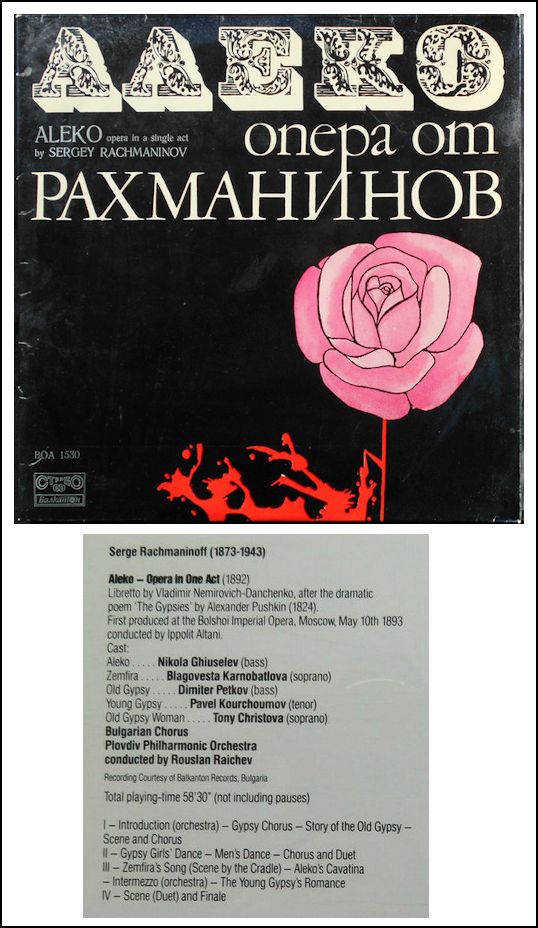 АЛЕКО
ALEKO opera in a single act
by SERGEY RACHMANINOV
опера от
РАХМАНИНОВ
ВОА 1530
СТЕРЕО
Балкантон
Serge Rachmaninoff (1873-1943)
Aleko – Opera in One Act (1892)
Libretto by Vladimir Nemirovich-Danchenko, after the dramatic
poem 'The Gypsies' by Alexander Pushkin (1824).
First produced at the Bolshoi Imperial Opera, Moscow, May 10th 1893
conducted by Ippolit Altani.
Cast:
Aleko . . . . . Nikola Ghiuselev (bass)
Zemfira . . . . . Blagovesta Karnobatlova (soprano)
Old Gypsy . . . . . Dimiter Petkov (bass)
Young Gypsy . . . . . Pavel Kourchoumov (tenor)
Old Gypsy Woman . . . . . Tony Christova (soprano)
Bulgarian Chorus
Plovdiv Philharmonic Orchestra
conducted by Rouslan Raichev
Recording Courtesy of Balkanton Records, Bulgaria
Total playing-time 58'30" (not including pauses)
I – Introduction (orchestra) – Gypsy Chorus – Story of the Old Gypsy –
Scene and Chorus
II – Gypsy Girls' Dance – Men's Dance – Chorus and Duet
III – Zemfira's Song (Scene by the Cradle) – Aleko's Cavatina
– Intermezzo (orchestra) – The Young Gypsy's Romance
IV – Scene (Duet) and Finale